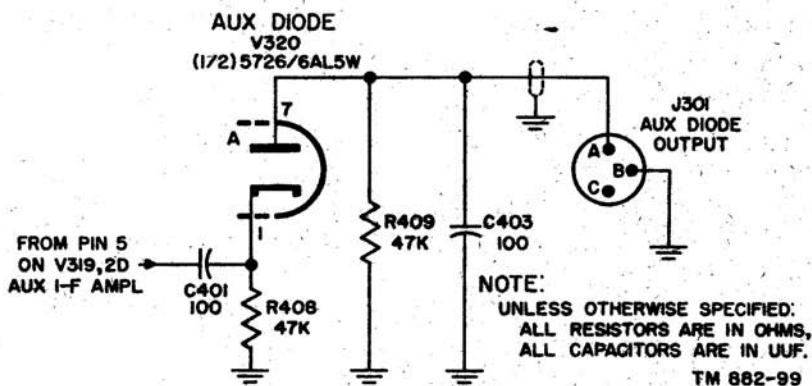 AUX DIODE
V320
(1/2) 5726/6AL5W
7
A
1
J301
AUX DIODE
OUTPUT
A
B
C
R409
47K
C403
100
FROM PIN 5
ON V319, 2D
AUX I-F AMPL
C401
100
R408
47K
NOTE:
UNLESS OTHERWISE SPECIFIED:
ALL RESISTORS ARE IN OHMS,
ALL CAPACITORS ARE IN UUF.
TM 882-99